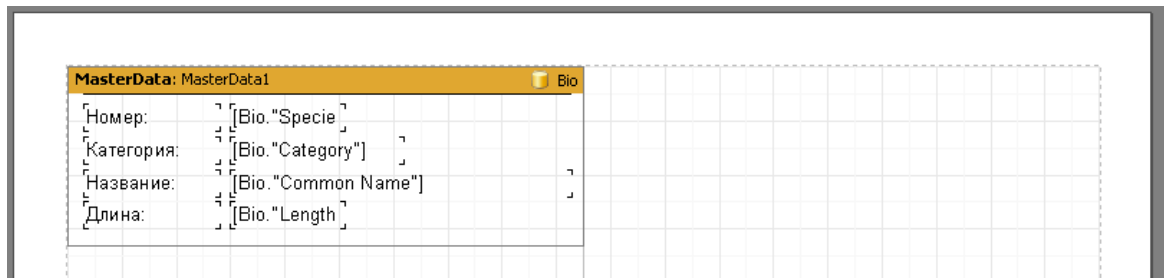 MasterData: MasterData1 Bio
Номер: [Bio."Specie
Категория: [Bio."Category"]
Название: [Bio."Common Name"]
Длина: [Bio."Length